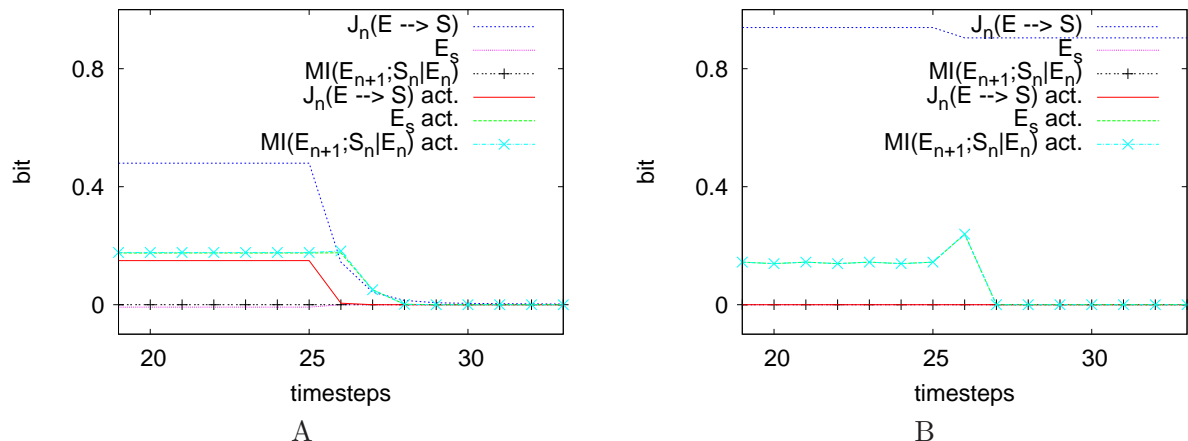 0
0.4
0.8
20
25
30
bit
timesteps
J_n(E --> S)
E_s
MI(E_{n+1};S_n|E_n)
J_n(E --> S) act.
E_s act.
MI(E_{n+1};S_n|E_n) act.
A
0
0.4
0.8
20
25
30
bit
timesteps
J_n(E --> S)
E_s
MI(E_{n+1};S_n|E_n)
J_n(E --> S) act.
E_s act.
MI(E_{n+1};S_n|E_n) act.
B